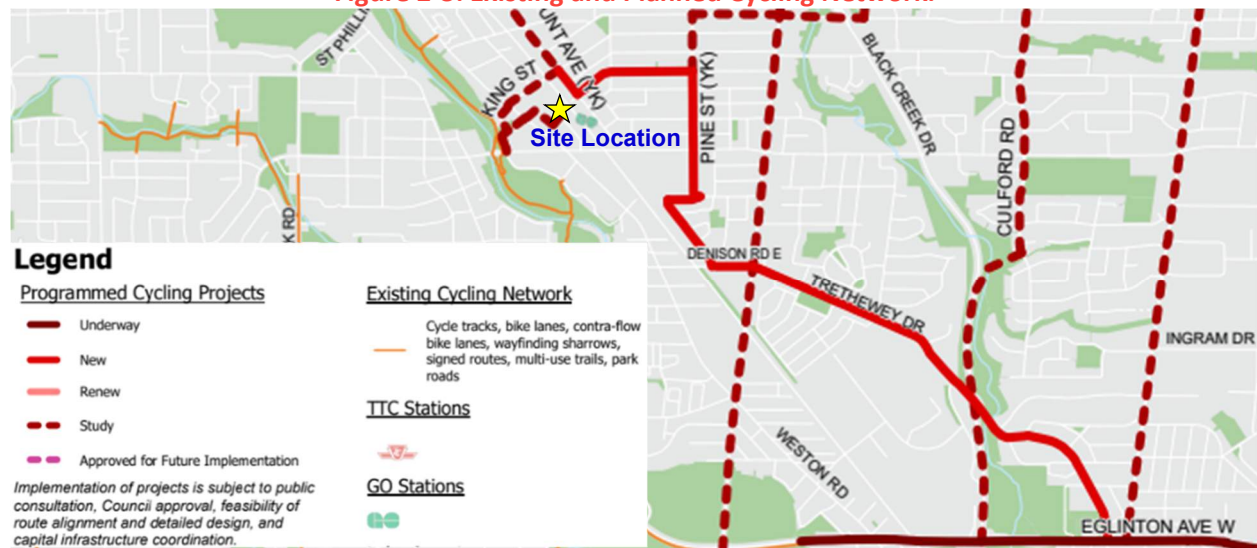 ST PHILLI
UNT AVE (YK)
KING ST
Site Location
PINE ST (YK)
BLACK CREEK DR
CULFORD RD
K RD
DENISON RD E
TRETHEWEY DR
INGRAM DR
WESTON RD
EGLINTON AVE W
Legend
Programmed Cycling Projects
Underway
New
Renew
Study
Approved for Future Implementation
Implementation of projects is subject to public
consultation, Council approval, feasibility of
route alignment and detailed design, and
capital infrastructure coordination.
Existing Cycling Network
Cycle tracks, bike lanes, contra-flow
bike lanes, wayfinding sharrows,
signed routes, multi-use trails, park
roads
TTC Stations
GO Stations
GO